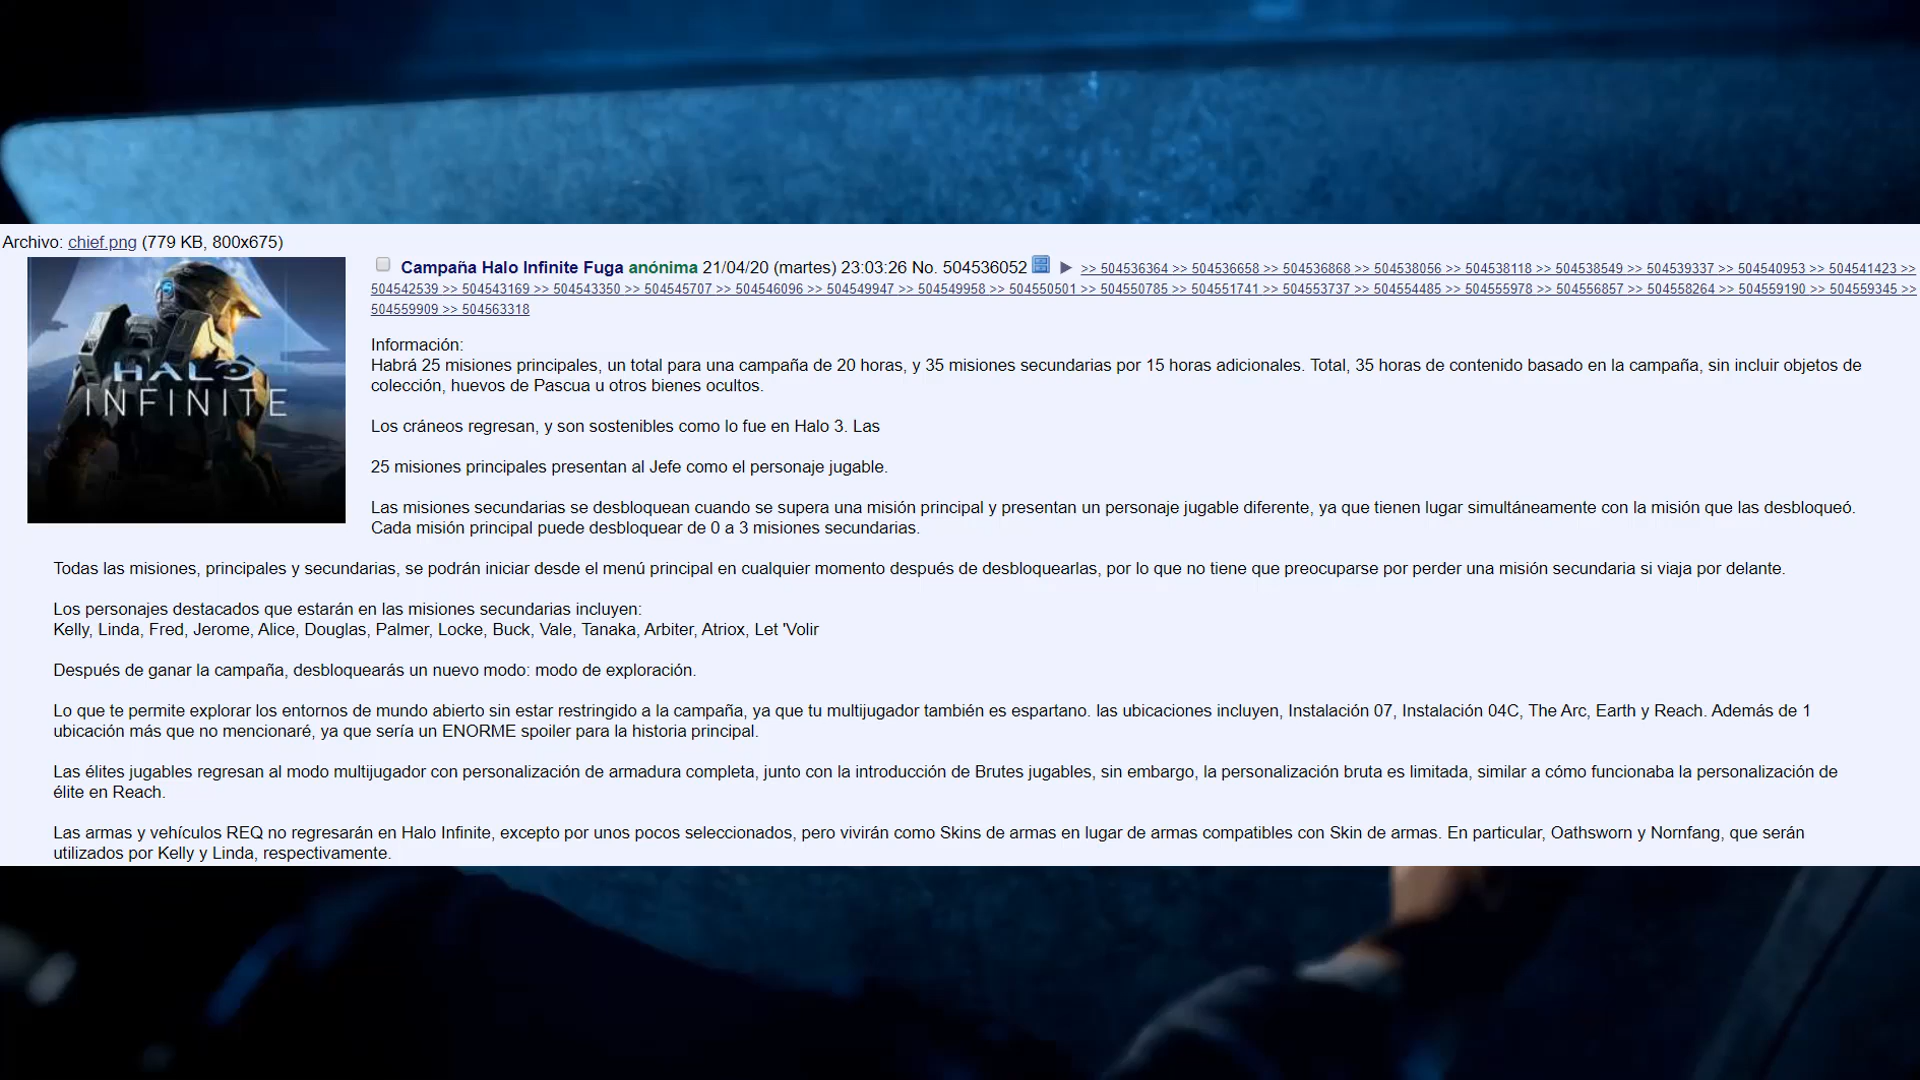 Archivo: chief.png (779 KB, 800x675)
HALO
INFINITE
Campaña Halo Infinite Fuga anónima 21/04/20 (martes) 23:03:26 No. 504536052 ▶ >> 504536364 >> 504536658 >> 504536868 >> 504538056 >> 504538118 >> 504538549 >> 504539337 >> 504540953 >> 504541423 >>
504542539 >> 504543169 >> 504543350 >> 504545707 >> 504546096 >> 504549947 >> 504549958 >> 504550501 >> 504550785 >> 504551741 >> 504553737 >> 504554485 >> 504555978 >> 504556857 >> 504558264 >> 504559190 >> 504559345 >>
504559909 >> 504563318
Información:
Habrá 25 misiones principales, un total para una campaña de 20 horas, y 35 misiones secundarias por 15 horas adicionales. Total, 35 horas de contenido basado en la campaña, sin incluir objetos de
colección, huevos de Pascua u otros bienes ocultos.
Los cráneos regresan, y son sostenibles como lo fue en Halo 3. Las
25 misiones principales presentan al Jefe como el personaje jugable.
Las misiones secundarias se desbloquean cuando se supera una misión principal y presentan un personaje jugable diferente, ya que tienen lugar simultáneamente con la misión que las desbloqueó.
Cada misión principal puede desbloquear de 0 a 3 misiones secundarias.
Todas las misiones, principales y secundarias, se podrán iniciar desde el menú principal en cualquier momento después de desbloquearlas, por lo que no tiene que preocuparse por perder una misión secundaria si viaja por delante.
Los personajes destacados que estarán en las misiones secundarias incluyen:
Kelly, Linda, Fred, Jerome, Alice, Douglas, Palmer, Locke, Buck, Vale, Tanaka, Arbiter, Atriox, Let 'Volir
Después de ganar la campaña, desbloquearás un nuevo modo: modo de exploración.
Lo que te permite explorar los entornos de mundo abierto sin estar restringido a la campaña, ya que tu multijugador también es espartano. las ubicaciones incluyen, Instalación 07, Instalación 04C, The Arc, Earth y Reach. Además de 1
ubicación más que no mencionaré, ya que sería un ENORME spoiler para la historia principal.
Las élites jugables regresan al modo multijugador con personalización de armadura completa, junto con la introducción de Brutes jugables, sin embargo, la personalización bruta es limitada, similar a cómo funcionaba la personalización de
élite en Reach.
Las armas y vehículos REQ no regresarán en Halo Infinite, excepto por unos pocos seleccionados, pero vivirán como Skins de armas en lugar de armas compatibles con Skin de armas. En particular, Oathsworn y Nornfang, que serán
utilizados por Kelly y Linda, respectivamente.